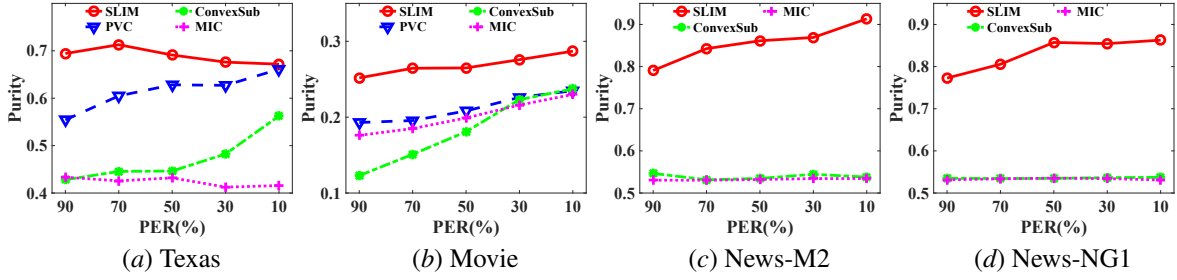 SLIM ConvexSub
PVC MIC
Purity
0.7
0.6
0.5
0.4
90 70 50 30 10
PER(%)
(a) Texas
SLIM ConvexSub
PVC MIC
Purity
0.3
0.2
0.1
90 70 50 30 10
PER(%)
(b) Movie
SLIM MIC
ConvexSub
Purity
0.9
0.8
0.7
0.6
0.5
90 70 50 30 10
PER(%)
(c) News-M2
SLIM MIC
ConvexSub
Purity
0.9
0.8
0.7
0.6
0.5
90 70 50 30 10
PER(%)
(d) News-NG1